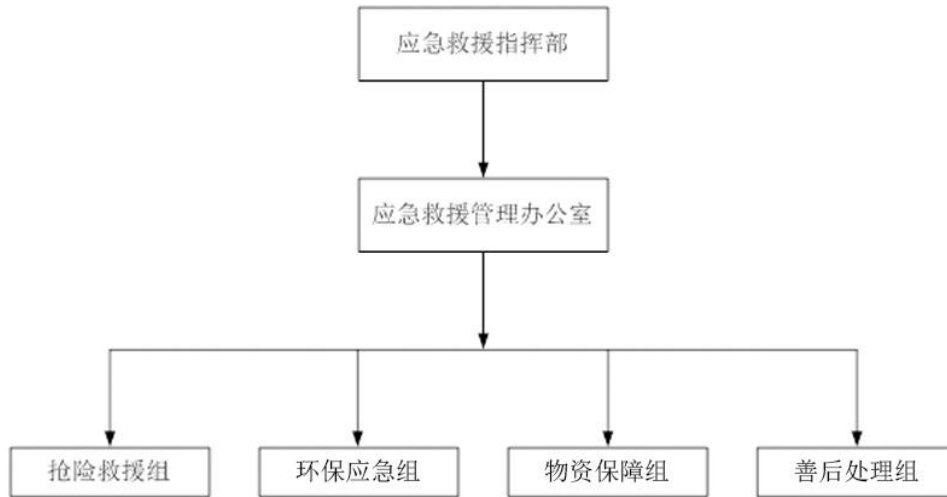 应急救援指挥部
应急救援管理办公室
抢险救援组
环保应急组
物资保障组
善后处理组